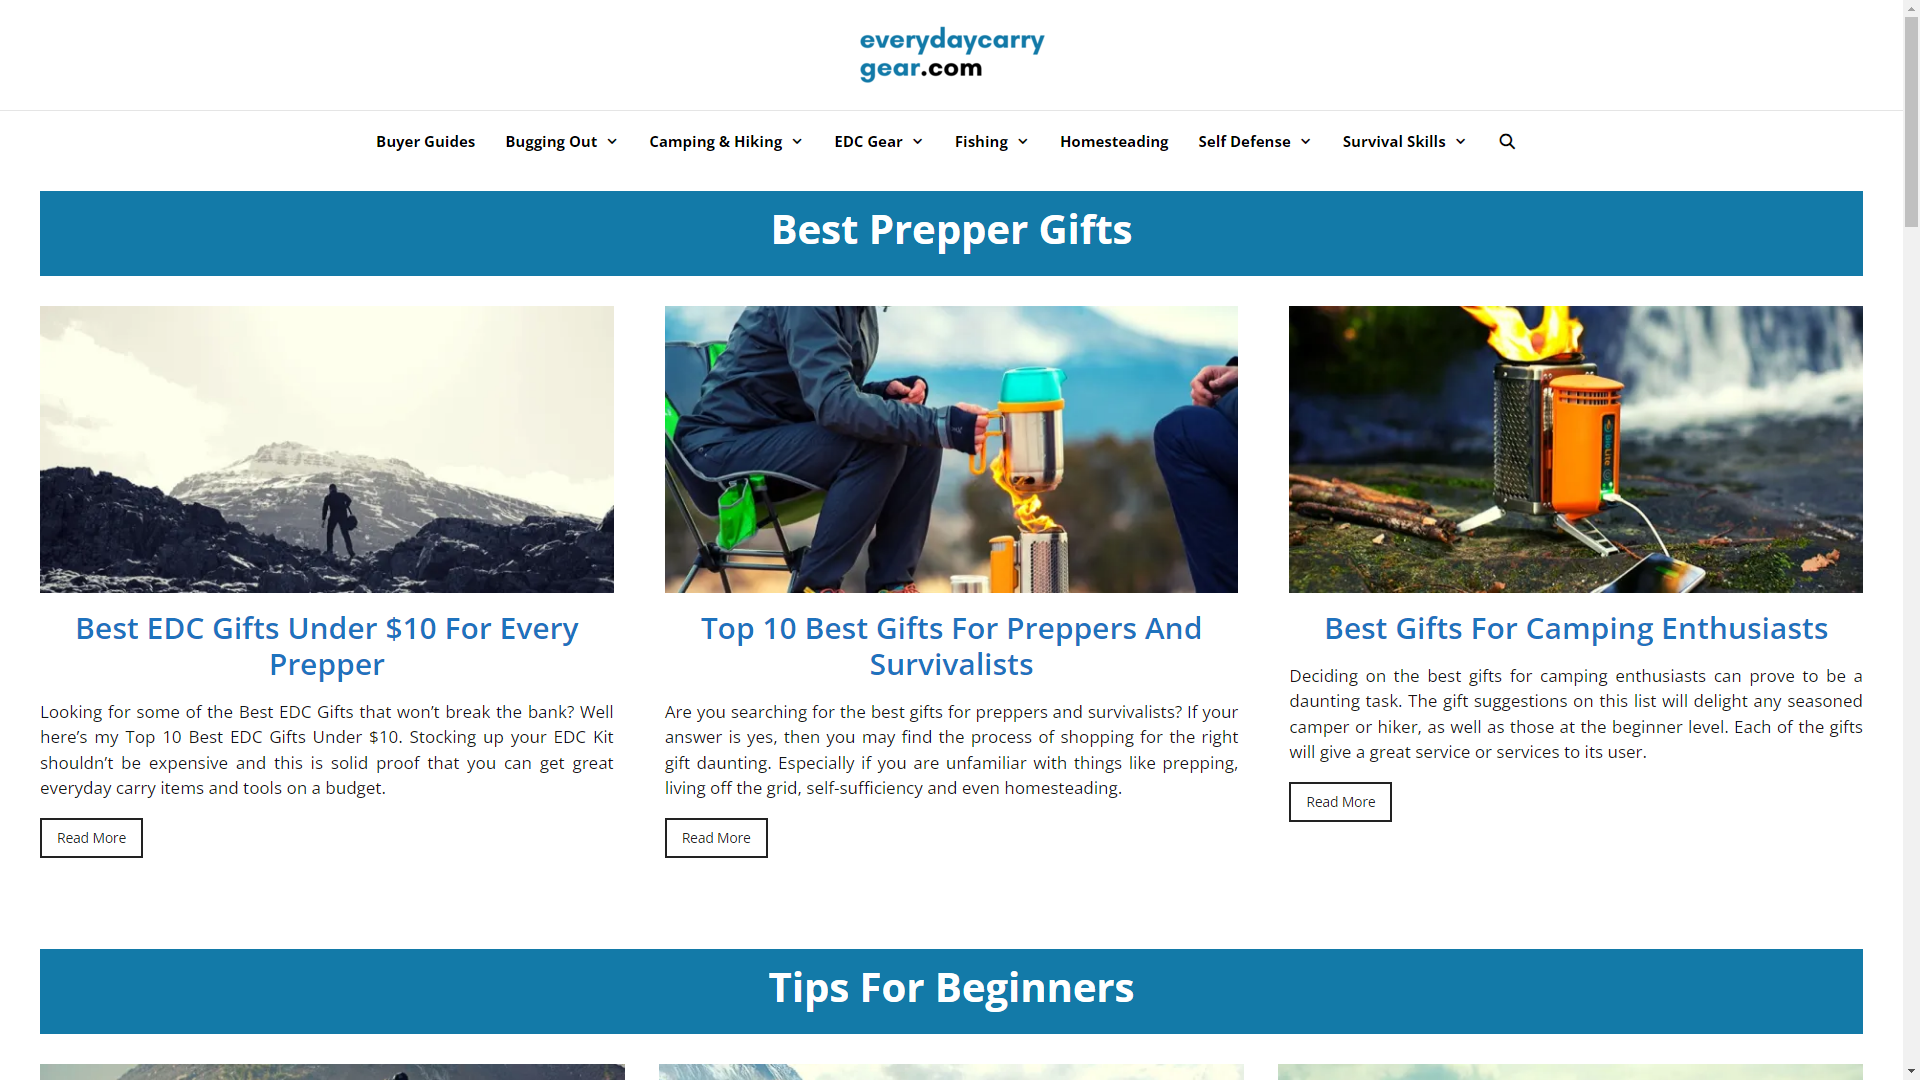 everydaycarry
gear.com
Buyer Guides Bugging Out Camping & Hiking EDC Gear Fishing Homesteading Self Defense Survival Skills
Best Prepper Gifts
BioLite
Best EDC Gifts Under $10 For Every
Prepper
Looking for some of the Best EDC Gifts that won’t break the bank? Well
here’s my Top 10 Best EDC Gifts Under $10. Stocking up your EDC Kit
shouldn’t be expensive and this is solid proof that you can get great
everyday carry items and tools on a budget.
Read More
Top 10 Best Gifts For Preppers And
Survivalists
Are you searching for the best gifts for preppers and survivalists? If your
answer is yes, then you may find the process of shopping for the right
gift daunting. Especially if you are unfamiliar with things like prepping,
living off the grid, self-sufficiency and even homesteading.
Read More
Best Gifts For Camping Enthusiasts
Deciding on the best gifts for camping enthusiasts can prove to be a
daunting task. The gift suggestions on this list will delight any seasoned
camper or hiker, as well as those at the beginner level. Each of the gifts
will give a great service or services to its user.
Read More
Tips For Beginners